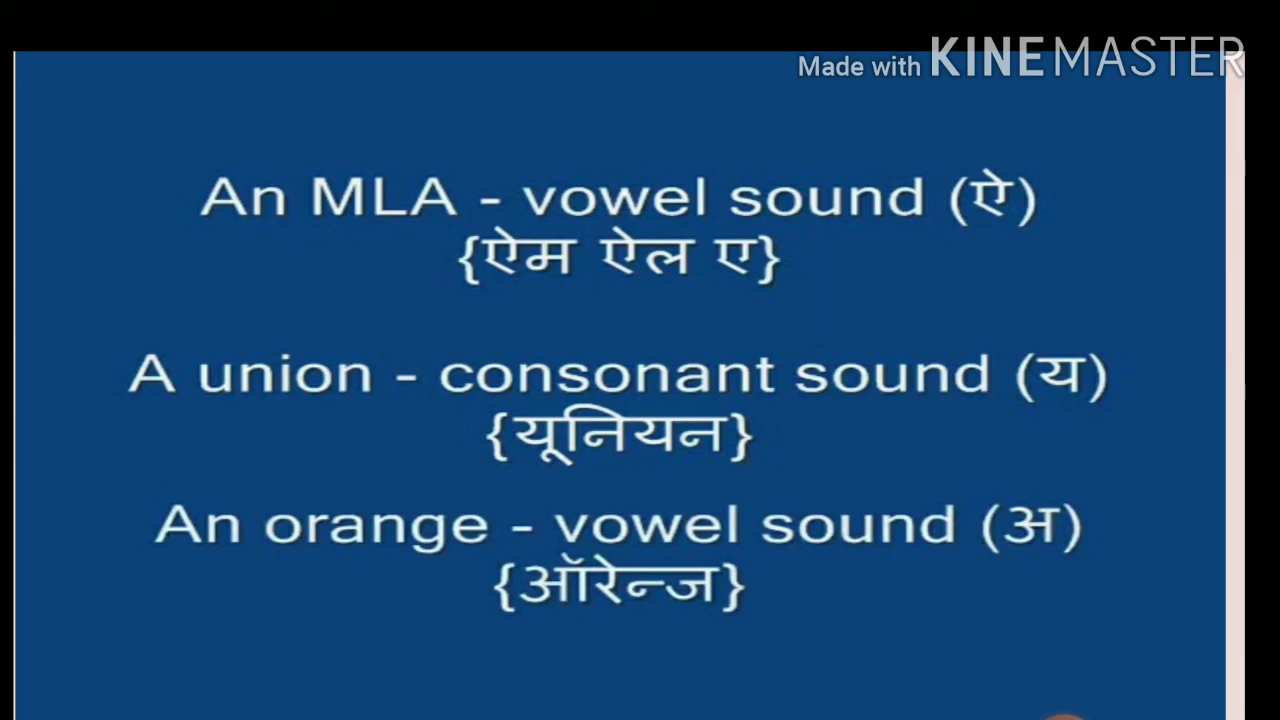 Made with KINEMASTER
An MLA - vowel sound (ऐ)
{ऐम ऐल ए}
A union - consonant sound (य)
{यूनियन}
An orange - vowel sound (अ)
{ऑरेन्ज}